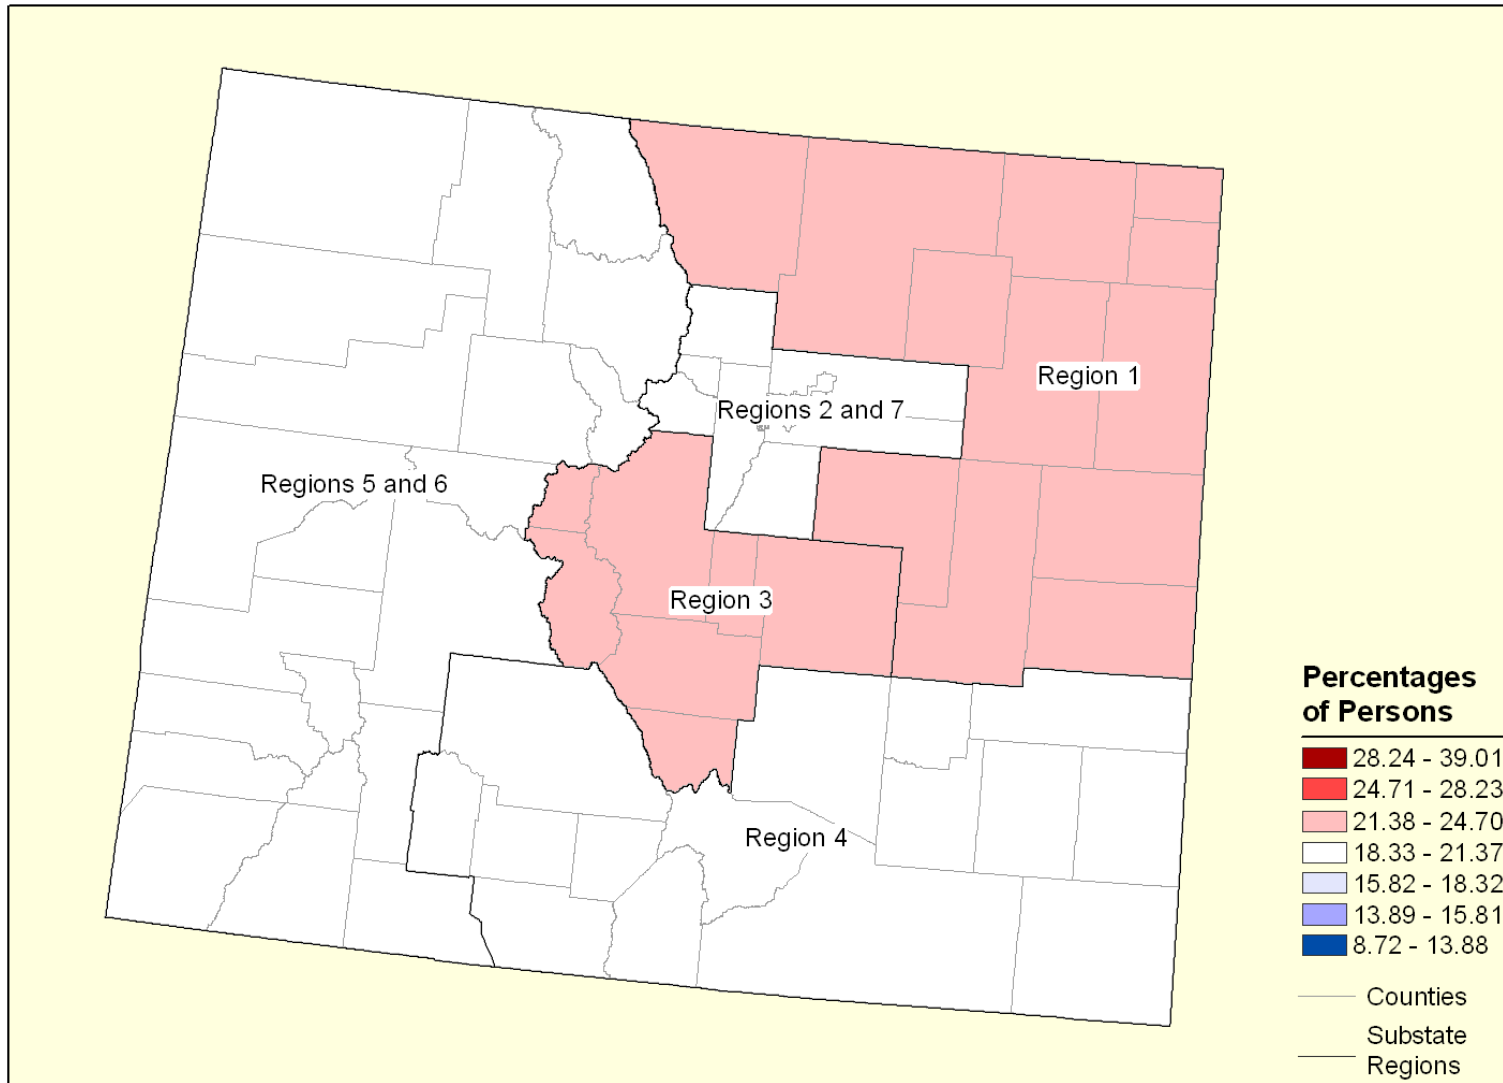 Region 1
Regions 2 and 7
Regions 5 and 6
Region 3
Region 4
Percentages
of Persons
28.24 - 39.01
24.71 - 28.23
21.38 - 24.70
18.33 - 21.37
15.82 - 18.32
13.89 - 15.81
8.72 - 13.88
Counties
Substate
Regions